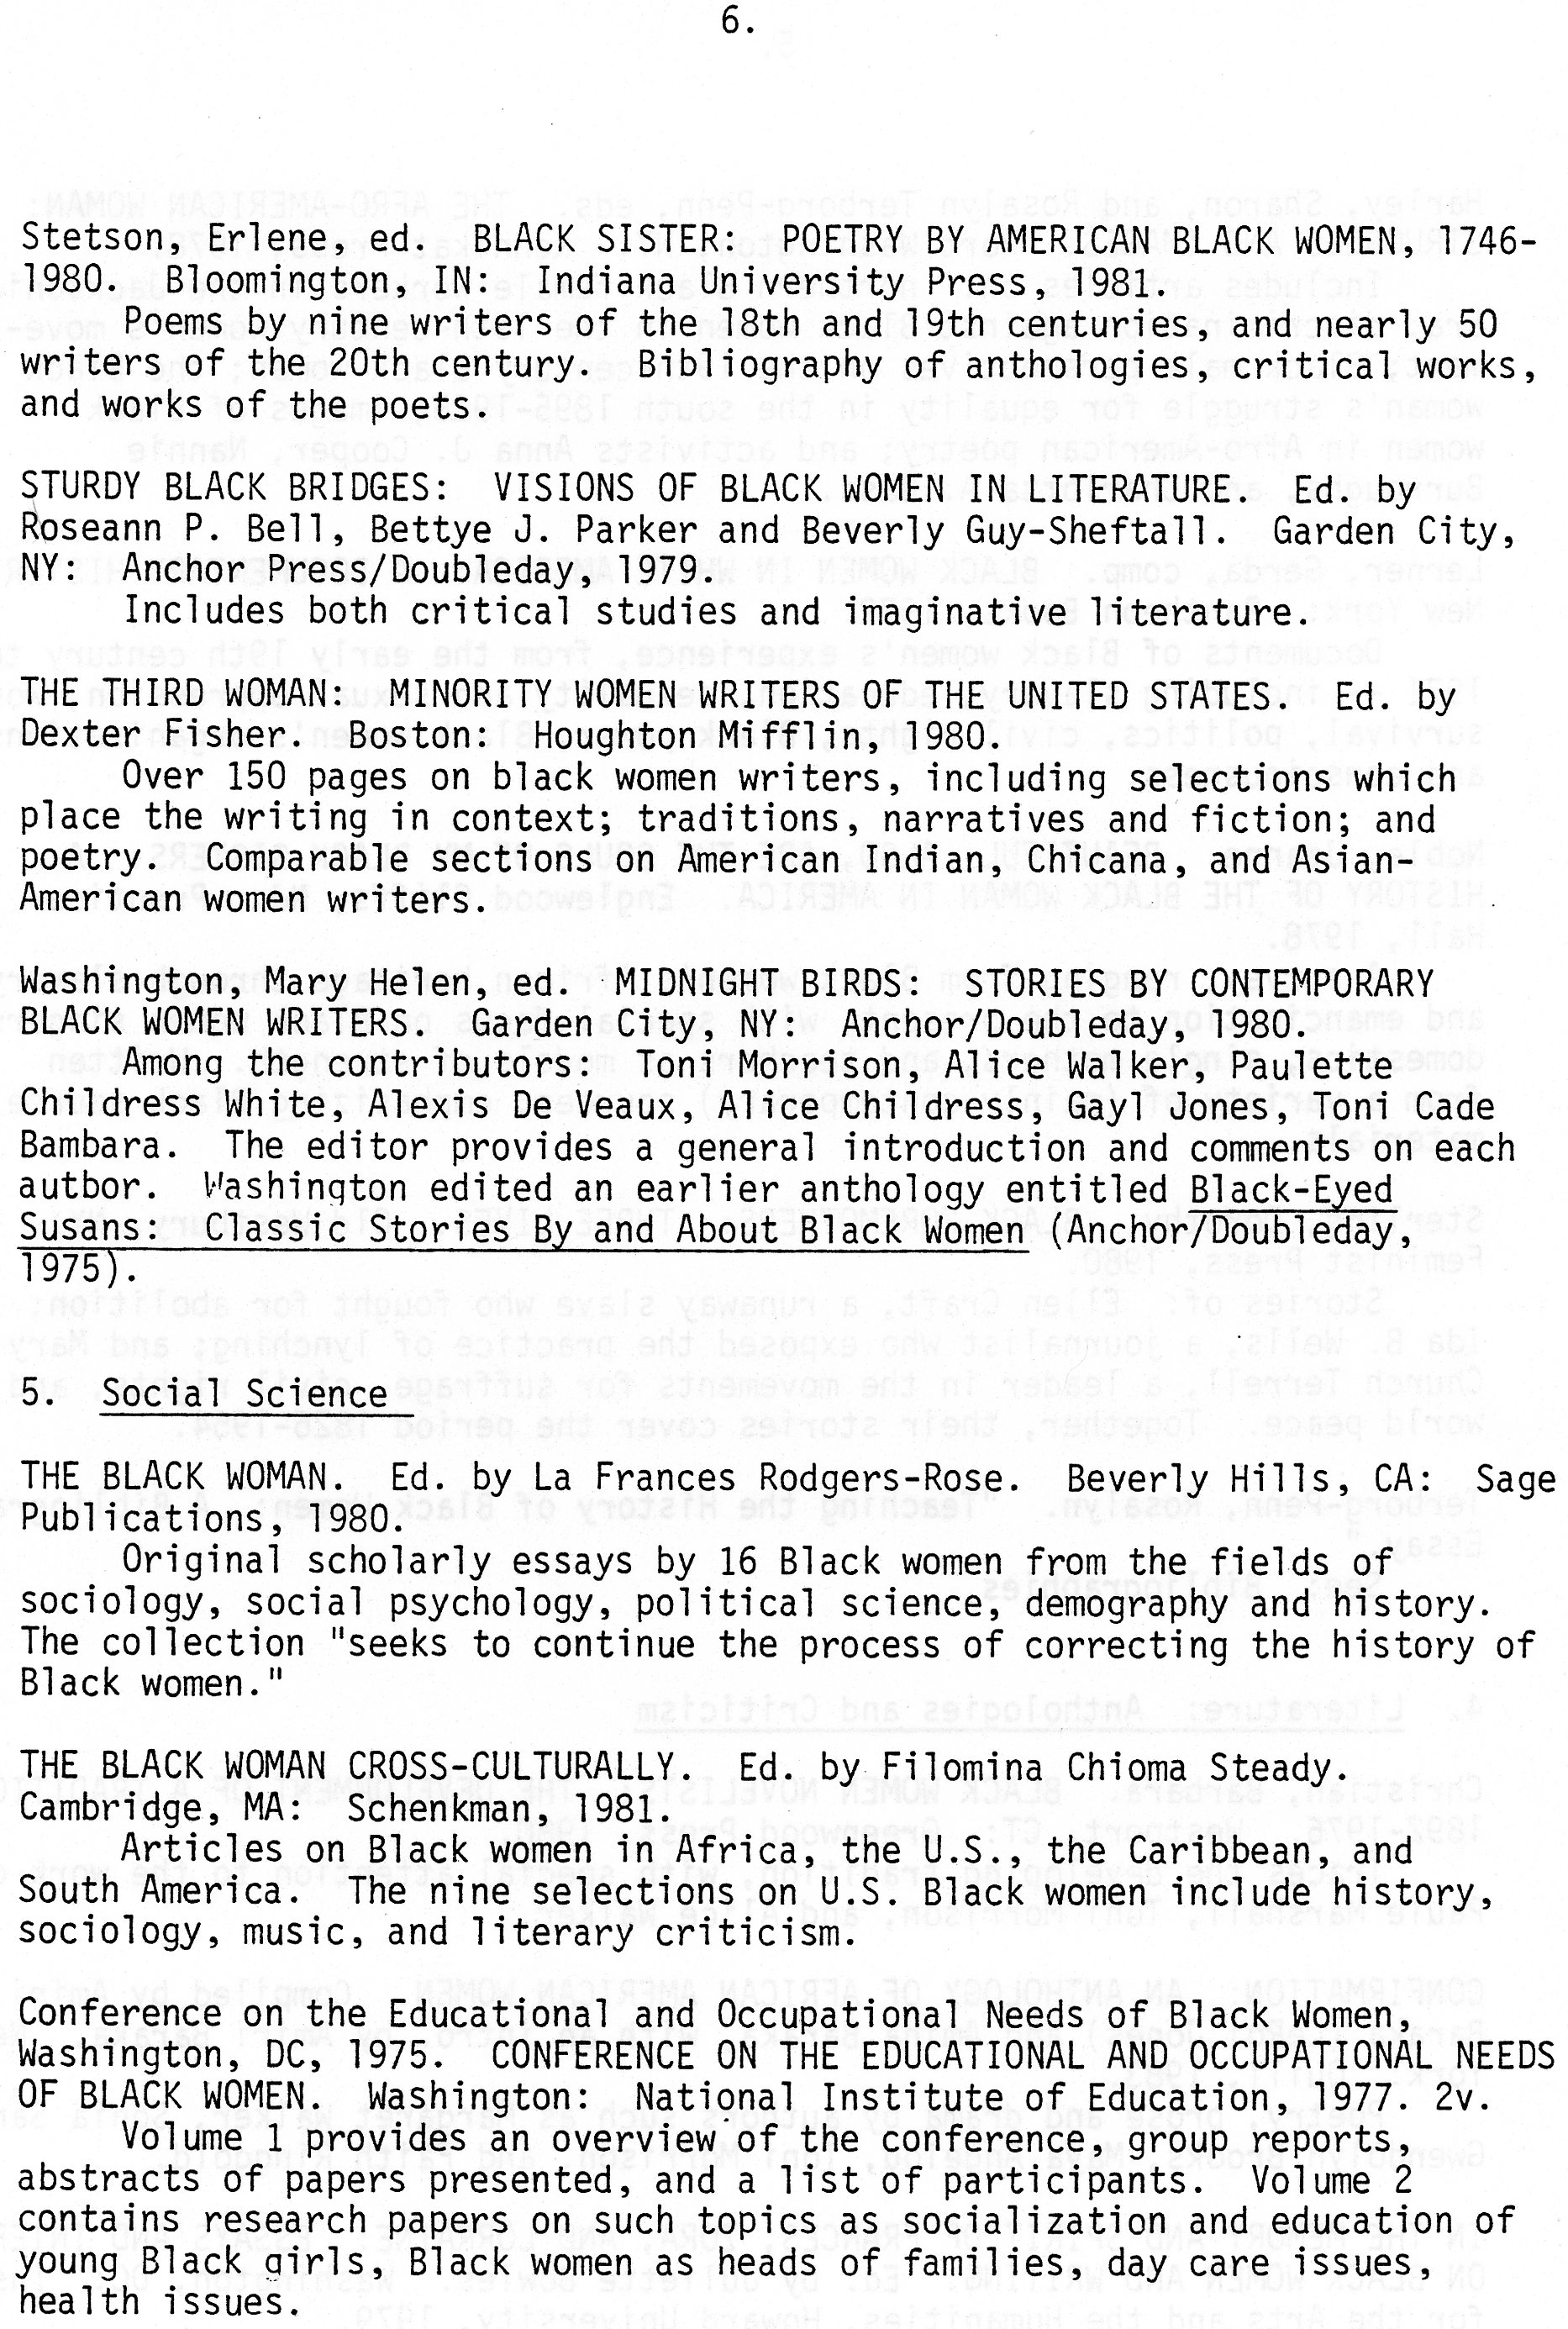 6.
Stetson, Erlene, ed.  BLACK SISTER:  POETRY BY AMERICAN BLACK WOMEN, 1746-
1980.  Bloomington, IN:  Indiana University Press, 1981.
Poems by nine writers of the 18th and 19th centuries, and nearly 50
writers of the 20th century.  Bibliography of anthologies, critical works,
and works of the poets.
STURDY BLACK BRIDGES:  VISIONS OF BLACK WOMEN IN LITERATURE.  Ed. by
Roseann P. Bell, Bettye J. Parker and Beverly Guy-Sheftall.  Garden City,
NY:  Anchor Press/Doubleday, 1979.
Includes both critical studies and imaginative literature.
THE THIRD WOMAN:  MINORITY WOMEN WRITERS OF THE UNITED STATES.  Ed. by
Dexter Fisher.  Boston:  Houghton Mifflin, 1980.
Over 150 pages on black women writers, including selections which
place the writing in context; traditions, narratives and fiction; and
poetry.  Comparable sections on American Indian, Chicana, and Asian-
American women writers.
Washington, Mary Helen, ed.  MIDNIGHT BIRDS:  STORIES BY CONTEMPORARY
BLACK WOMEN WRITERS.  Garden City, NY:  Anchor/Doubleday, 1980.
Among the contributors:  Toni Morrison, Alice Walker, Paulette
Childress White, Alexis De Veaux, Alice Childress, Gayl Jones, Toni Cade
Bambara.  The editor provides a general introduction and comments on each
autbor.  Washington edited an earlier anthology entitled Black-Eyed
Susans:  Classic Stories By and About Black Women (Anchor/Doubleday,
1975).
5.  Social Science
THE BLACK WOMAN.  Ed. by La Frances Rodgers-Rose.  Beverly Hills, CA:  Sage
Publications, 1980.
Original scholarly essays by 16 Black women from the fields of
sociology, social psychology, political science, demography and history.
The collection "seeks to continue the process of correcting the history of
Black women."
THE BLACK WOMAN CROSS-CULTURALLY.  Ed. by Filomina Chioma Steady.
Cambridge, MA:  Schenkman, 1981.
Articles on Black women in Africa, the U.S., the Caribbean, and
South America.  The nine selections on U.S. Black women include history,
sociology, music, and literary criticism.
Conference on the Educational and Occupational Needs of Black Women,
Washington, DC, 1975.  CONFERENCE ON THE EDUCATIONAL AND OCCUPATIONAL NEEDS
OF BLACK WOMEN.  Washington:  National Institute of Education, 1977. 2v.
Volume 1 provides an overview of the conference, group reports,
abstracts of papers presented, and a list of participants.  Volume 2
contains research papers on such topics as socialization and education of
young Black girls, Black women as heads of families, day care issues,
health issues.